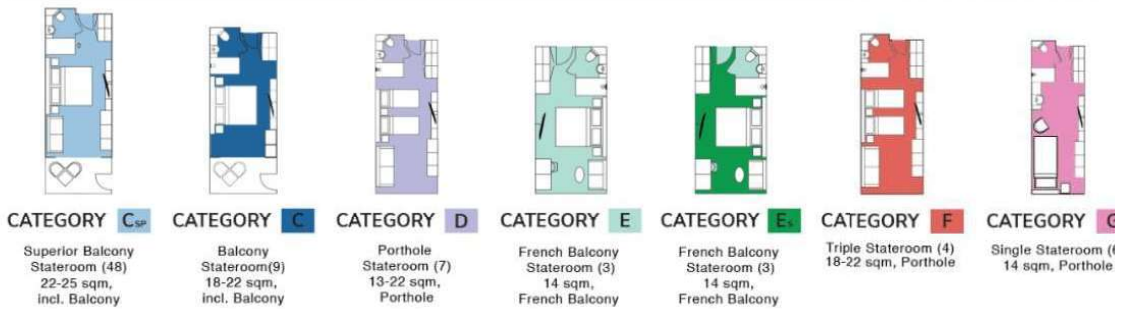 CATEGORY CSP
Superior Balcony
Stateroom (48)
22-25 sqm,
incl. Balcony
CATEGORY C
Balcony
Stateroom(9)
18-22 sqm,
incl. Balcony
CATEGORY D
Porthole
Stateroom (7)
13-22 sqm,
Porthole
CATEGORY E
French Balcony
Stateroom (3)
14 sqm,
French Balcony
CATEGORY Es
French Balcony
Stateroom (3)
14 sqm,
French Balcony
CATEGORY F
Triple Stateroom (4)
18-22 sqm, Porthole
CATEGORY G
Single Stateroom
14 sqm, Porthole